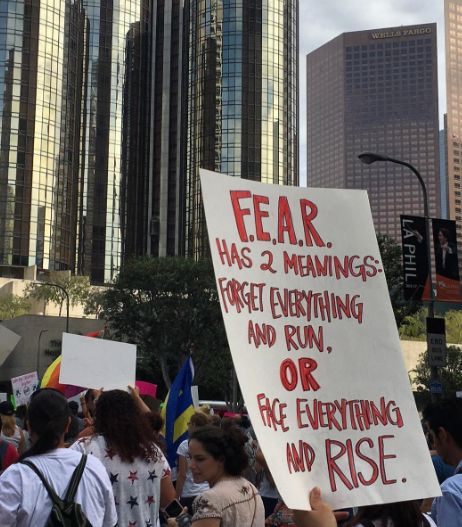 WELLS FARGO
F.E.A.R.
HAS 2 MEANINGS:
FORGET EVERYTHING
AND RUN,
OR
FACE EVERYTHING
AND RISE.
LA PHIL